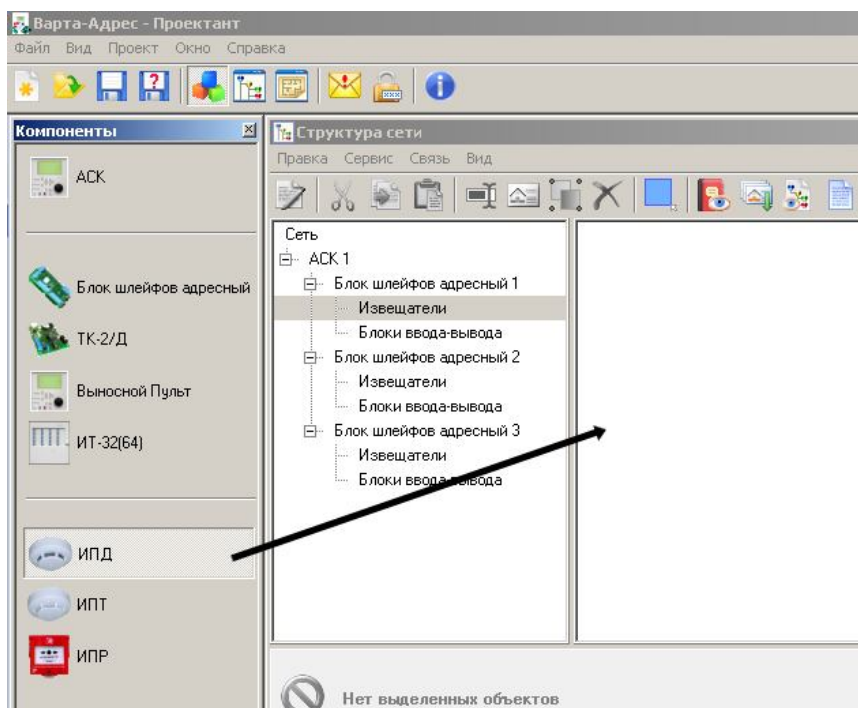 Варта-Адрес - Проектант
Файл Вид Проект Окно Справка
Компоненты
АСК
Блок шлейфов адресный
ТК-2/Д
Выносной Пульт
ИТ-32(64)
ИПД
ИПТ
ИПР
Структура сети
Правка Сервис Связь Вид
Сеть
АСК 1
Блок шлейфов адресный 1
Извещатели
Блоки ввода-вывода
Блок шлейфов адресный 2
Извещатели
Блоки ввода-вывода
Блок шлейфов адресный 3
Извещатели
Блоки ввода-вывода
Нет выделенных объектов